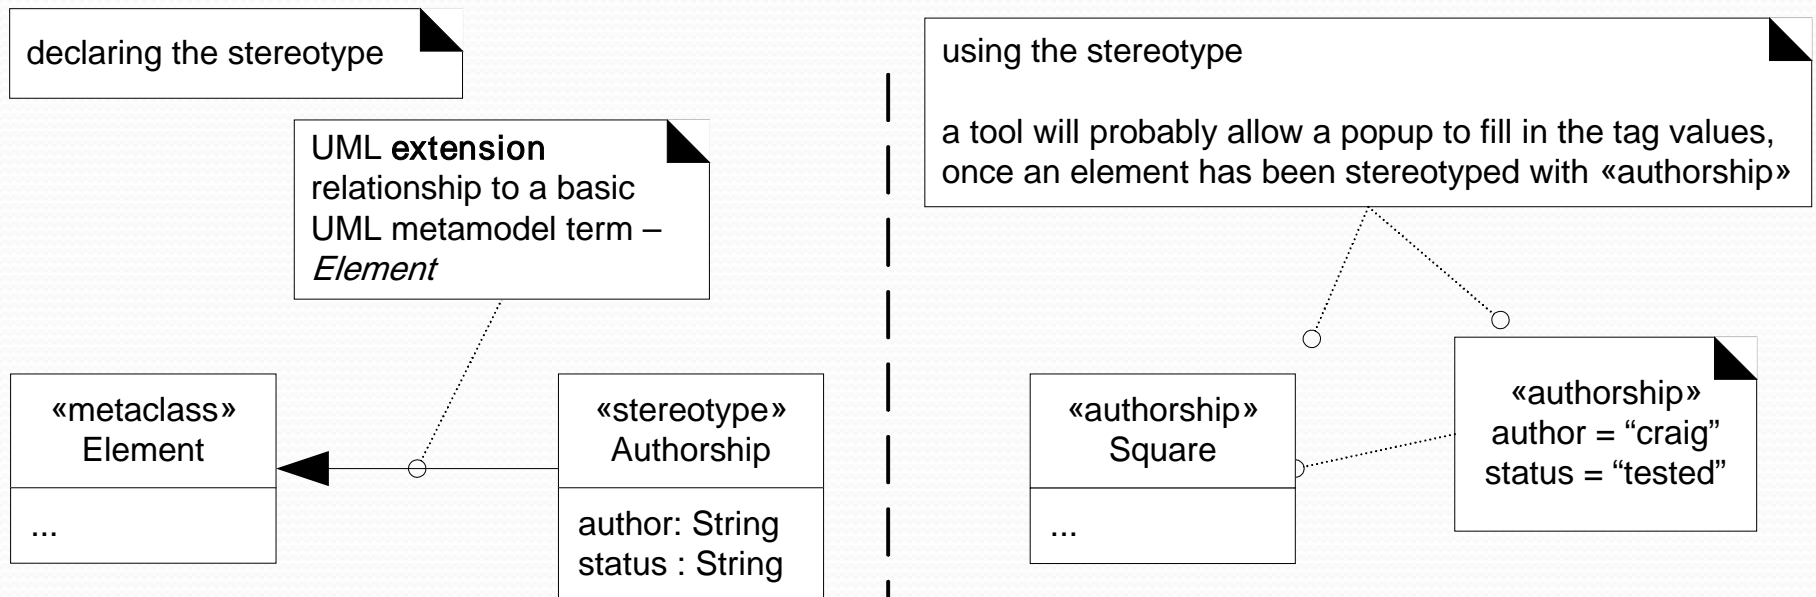 declaring the stereotype
UML extension
relationship to a basic
UML metamodel term –
Element
«metaclass»
Element
...
«stereotype»
Authorship
author: String
status : String
using the stereotype
a tool will probably allow a popup to fill in the tag values,
once an element has been stereotyped with «authorship»
«authorship»
Square
...
«authorship»
author = “craig”
status = “tested”